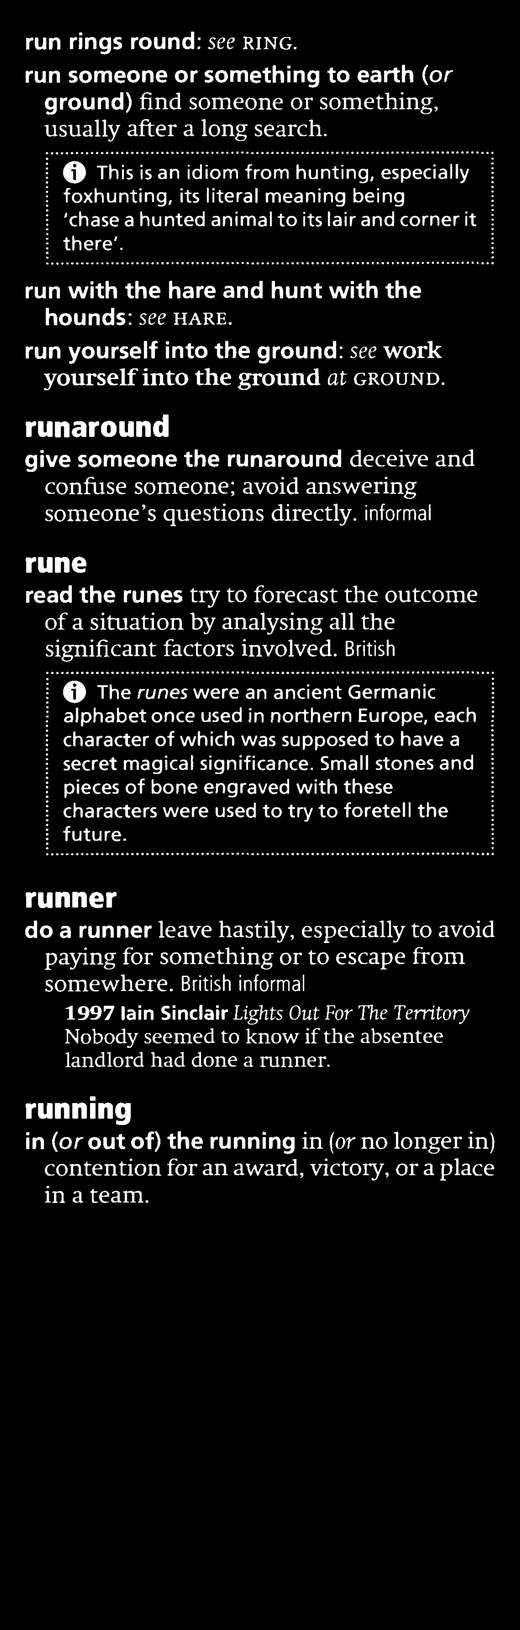 run rings round: see RING.
run someone or something to earth (or
ground) find someone or something,
usually after a long search.
This is an idiom from hunting, especially
foxhunting, its literal meaning being
'chase a hunted animal to its lair and corner it
there'.
run with the hare and hunt with the
hounds: see HARE.
run yourself into the ground: see work
yourself into the ground at GROUND.
runaround
give someone the runaround deceive and
confuse someone; avoid answering
someone's questions directly. informal
rune
read the runes try to forecast the outcome
of a situation by analysing all the
significant factors involved. British
The runes were an ancient Germanic
alphabet once used in northern Europe, each
character of which was supposed to have a
secret magical significance. Small stones and
pieces of bone engraved with these
characters were used to try to foretell the
future.
runner
do a runner leave hastily, especially to avoid
paying for something or to escape from
somewhere. British informal
1997 Iain Sinclair Lights Out For The Territory
Nobody seemed to know if the absentee
landlord had done a runner.
running
in (or out of) the running in (or no longer in)
contention for an award, victory, or a place
in a team.